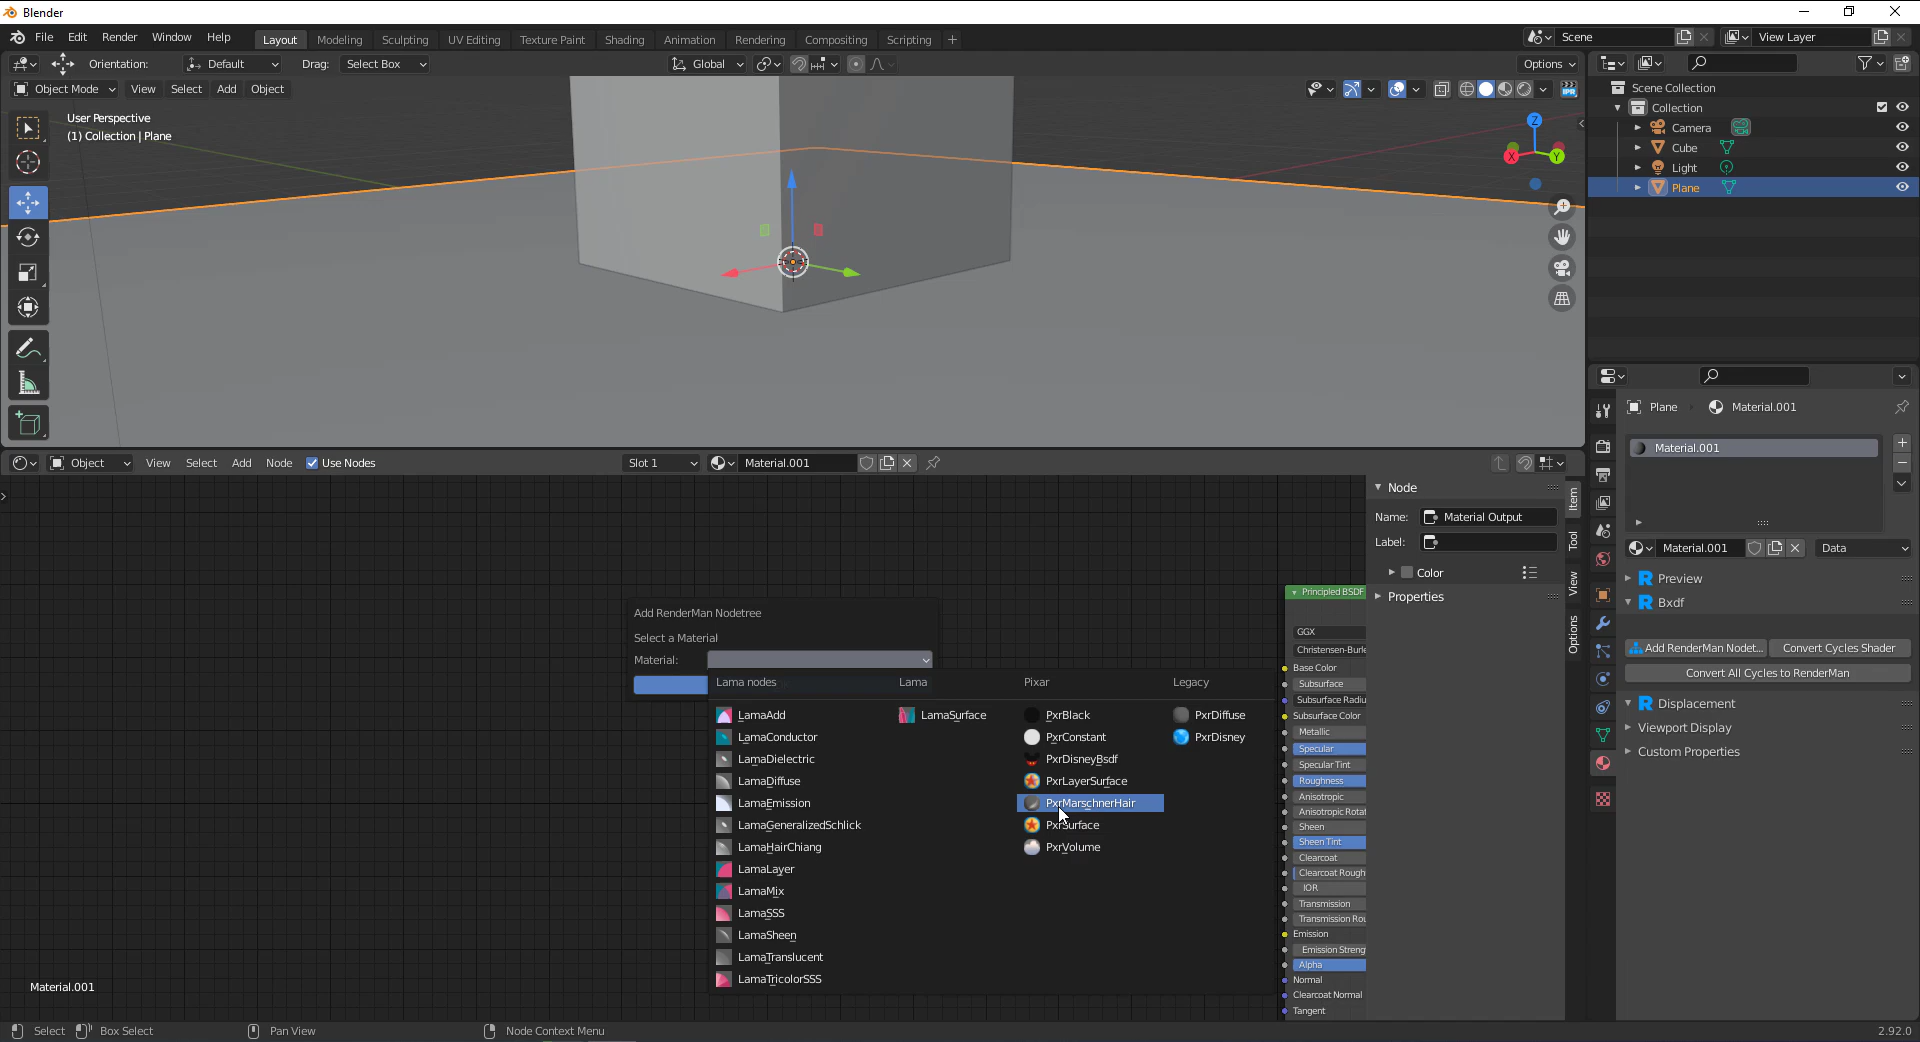 Blender
File Edit Render Window Help Layout Modeling Sculpting UV Editing Texture Paint Shading Animation Rendering Compositing Scripting + Scene View Layer
Orientation: Default Drag: Select Box Global Options
Object Mode View Select Add Object
User Perspective
(1) Collection | Plane
Z
X
Y
Scene Collection
Collection
Camera
Cube
Light
Plane
Object View Select Add Node Use Nodes Slot 1 Material.001
Node
Name: Material Output
Label:
Color
Properties
Item
Tool
View
Options
Add RenderMan Nodetree
Select a Material
Material:
Lama nodes
LamaAdd
LamaConductor
LamaDielectric
LamaDiffuse
LamaEmission
LamaGeneralizedSchlick
LamaHairChiang
LamaLayer
LamaMix
LamaSSS
LamaSheen
LamaTranslucent
LamaTricolorSSS
Lama
LamaSurface
Pixar
PxrBlack
PxrConstant
PxrDisneyBsdf
PxrLayerSurface
PxrMarschnerHair
PxrSurface
PxrVolume
Legacy
PxrDiffuse
PxrDisney
Principled BSDF
GGX
Christensen-Burle
Base Color
Subsurface
Subsurface Radiu
Subsurface Color
Metallic
Specular
Specular Tint
Roughness
Anisotropic
Anisotropic Rotat
Sheen
Sheen Tint
Clearcoat
Clearcoat Rough
IOR
Transmission
Transmission Rou
Emission
Emission Streng
Alpha
Normal
Clearcoat Normal
Tangent
Plane Material.001
Material.001
Material.001 Data
Preview
Bxdf
Add RenderMan Nodet... Convert Cycles Shader
Convert All Cycles to RenderMan
Displacement
Viewport Display
Custom Properties
Material.001
Select Box Select Pan View Node Context Menu 2.92.0